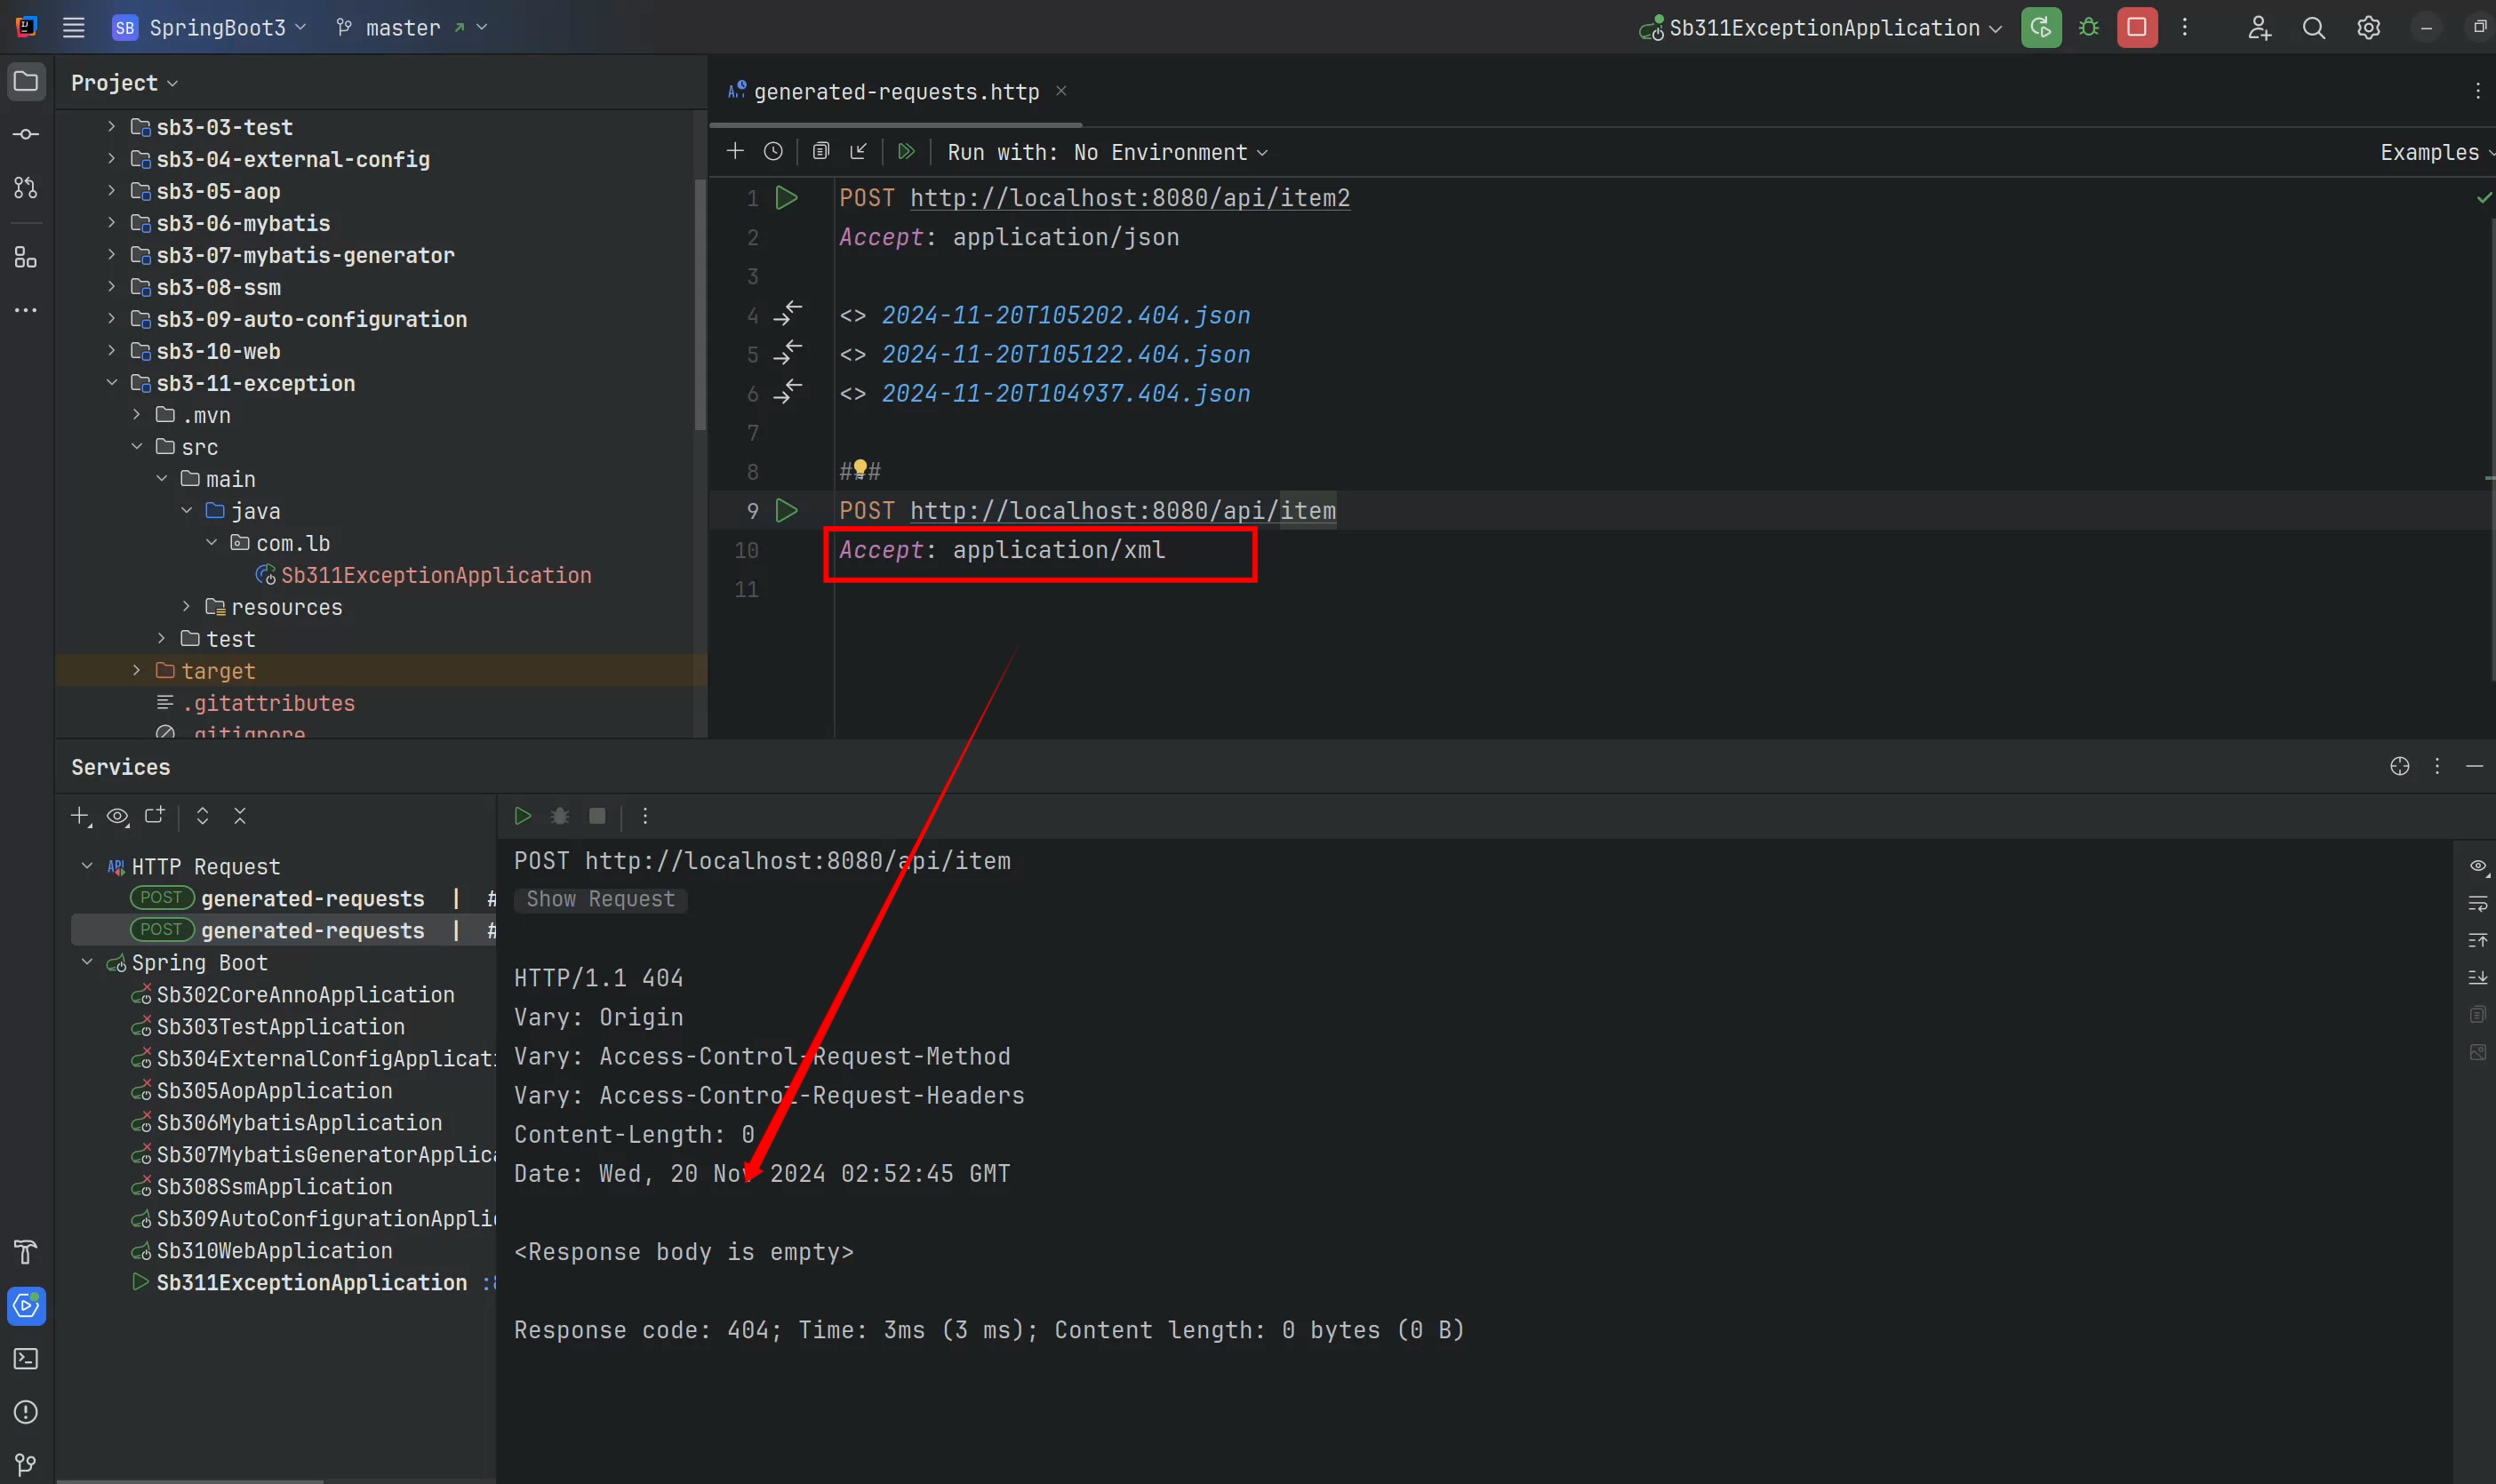 SB SpringBoot3 master Sb311ExceptionApplication
Project
sb3-03-test
sb3-04-external-config
sb3-05-aop
sb3-06-mybatis
sb3-07-mybatis-generator
sb3-08-ssm
sb3-09-auto-configuration
sb3-10-web
sb3-11-exception
.mvn
src
main
java
com.lb
Sb311ExceptionApplication
resources
test
target
.gitattributes
.gitignore
generated-requests.http
Run with: No Environment Examples
1 POST http://localhost:8080/api/item2
2 Accept: application/json
3
4 <> 2024-11-20T105202.404.json
5 <> 2024-11-20T105122.404.json
6 <> 2024-11-20T104937.404.json
7
8 ###
9 POST http://localhost:8080/api/item
10 Accept: application/xml
11
Services
API HTTP Request
POST generated-requests | #
POST generated-requests | #
Spring Boot
Sb302CoreAnnoApplication
Sb303TestApplication
Sb304ExternalConfigApplicati
Sb305AopApplication
Sb306MybatisApplication
Sb307MybatisGeneratorApplica
Sb308SsmApplication
Sb309AutoConfigurationApplic
Sb310WebApplication
Sb311ExceptionApplication :8
POST http://localhost:8080/api/item
Show Request
HTTP/1.1 404
Vary: Origin
Vary: Access-Control-Request-Method
Vary: Access-Control-Request-Headers
Content-Length: 0
Date: Wed, 20 Nov 2024 02:52:45 GMT
<Response body is empty>
Response code: 404; Time: 3ms (3 ms); Content length: 0 bytes (0 B)